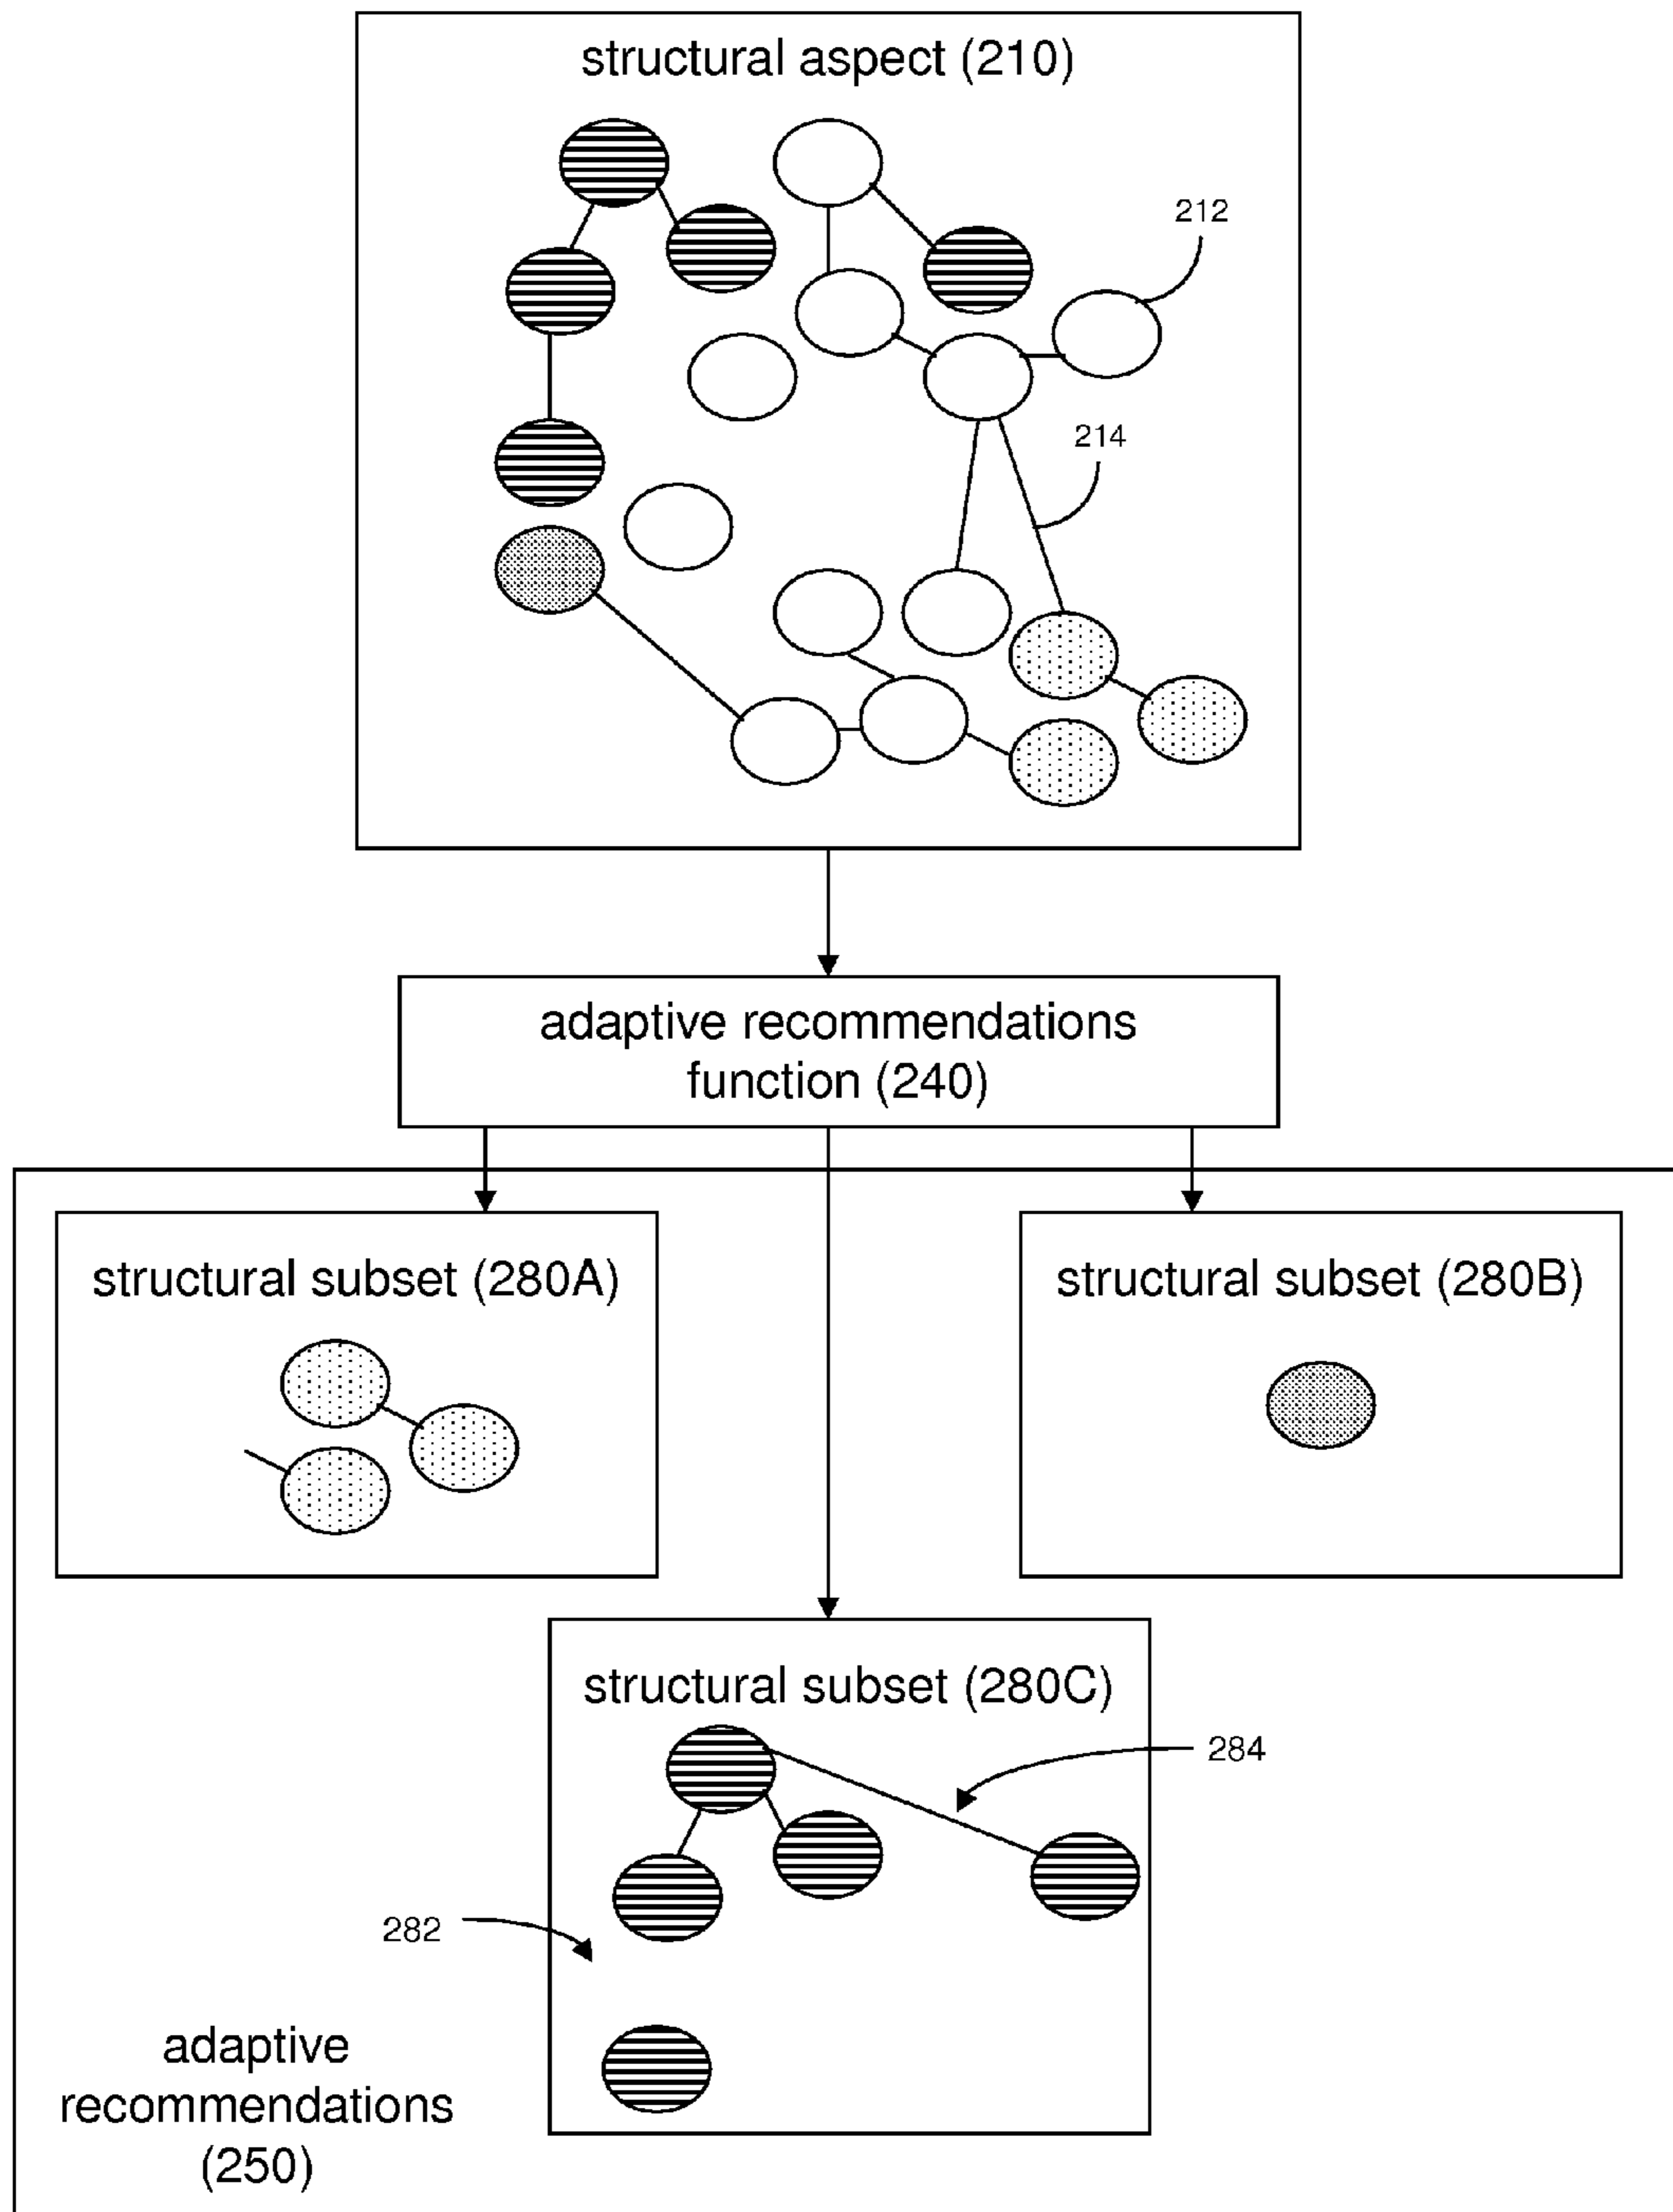 structural aspect (210)
212
214
adaptive recommendations
function (240)
structural subset (280A)
structural subset (280B)
structural subset (280C)
284
282
adaptive
recommendations
(250)